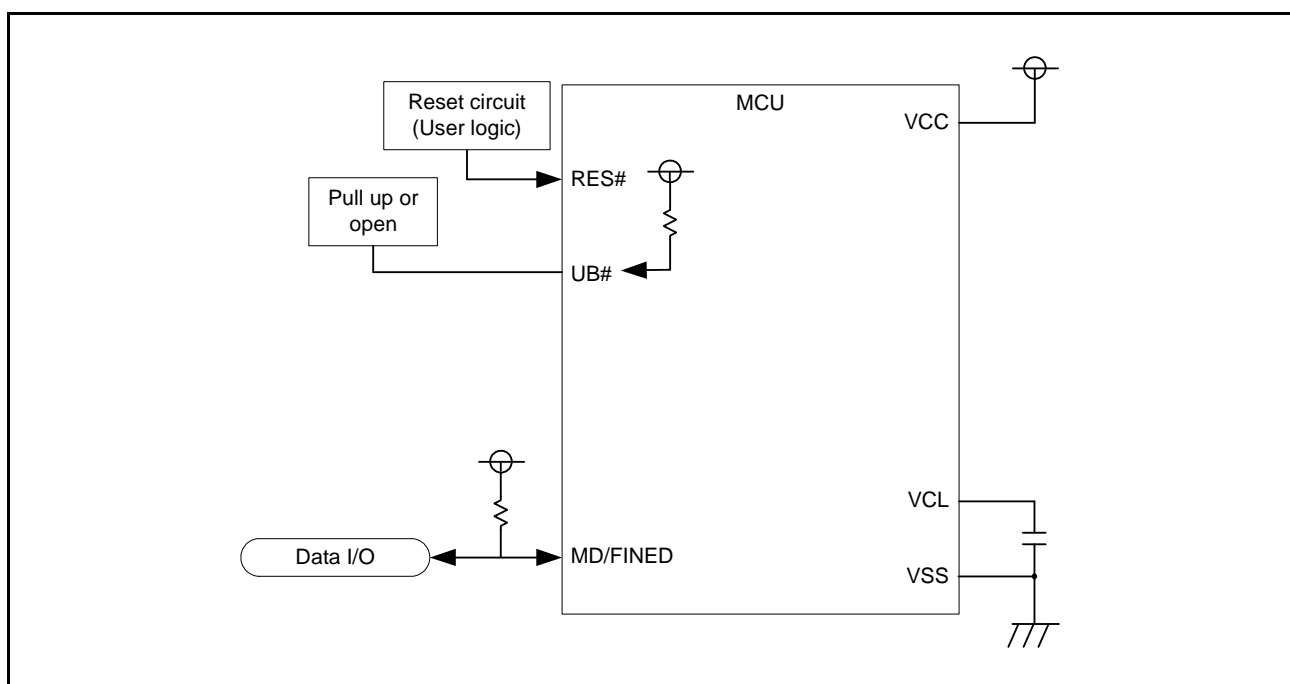 MCU
VCC
Reset circuit
(User logic)
RES#
Pull up or
open
UB#
VCL
Data I/O
MD/FINED
VSS